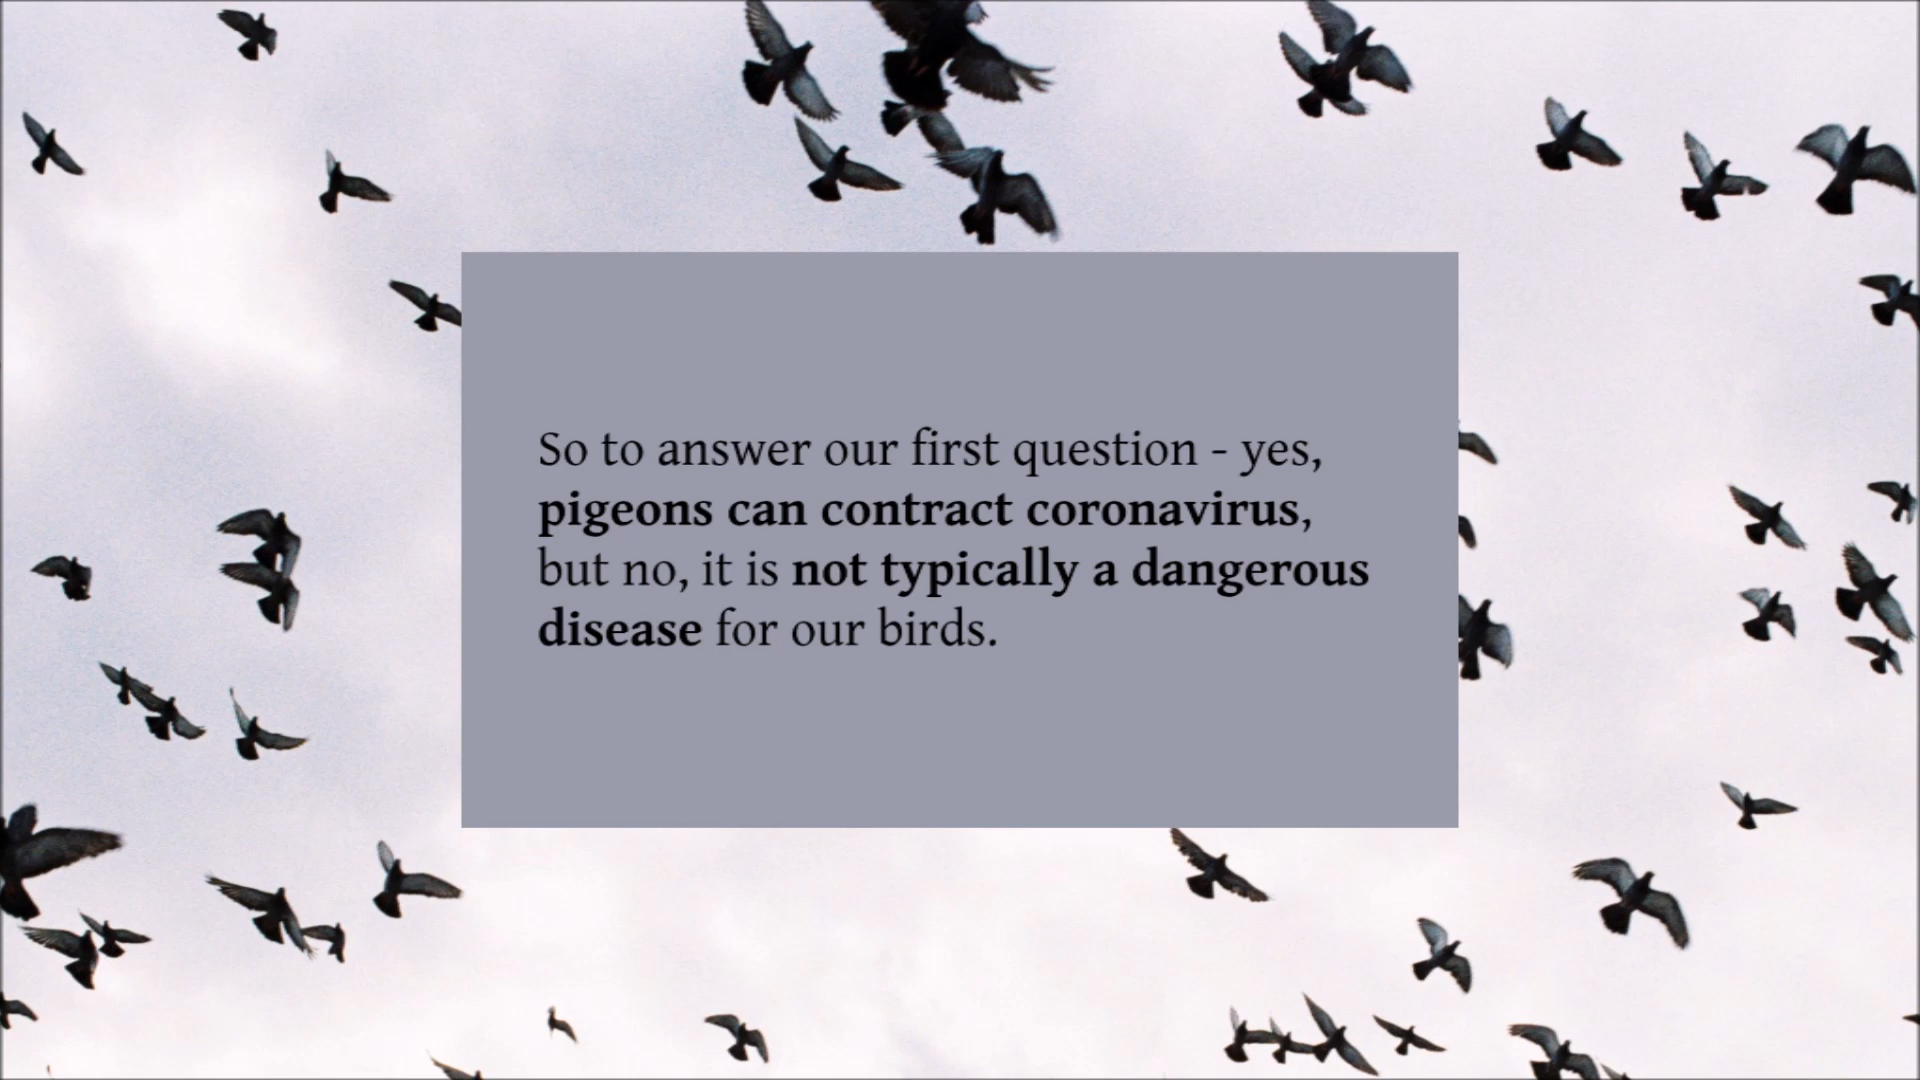 So to answer our first question - yes,
pigeons can contract coronavirus,
but no, it is not typically a dangerous
disease for our birds.